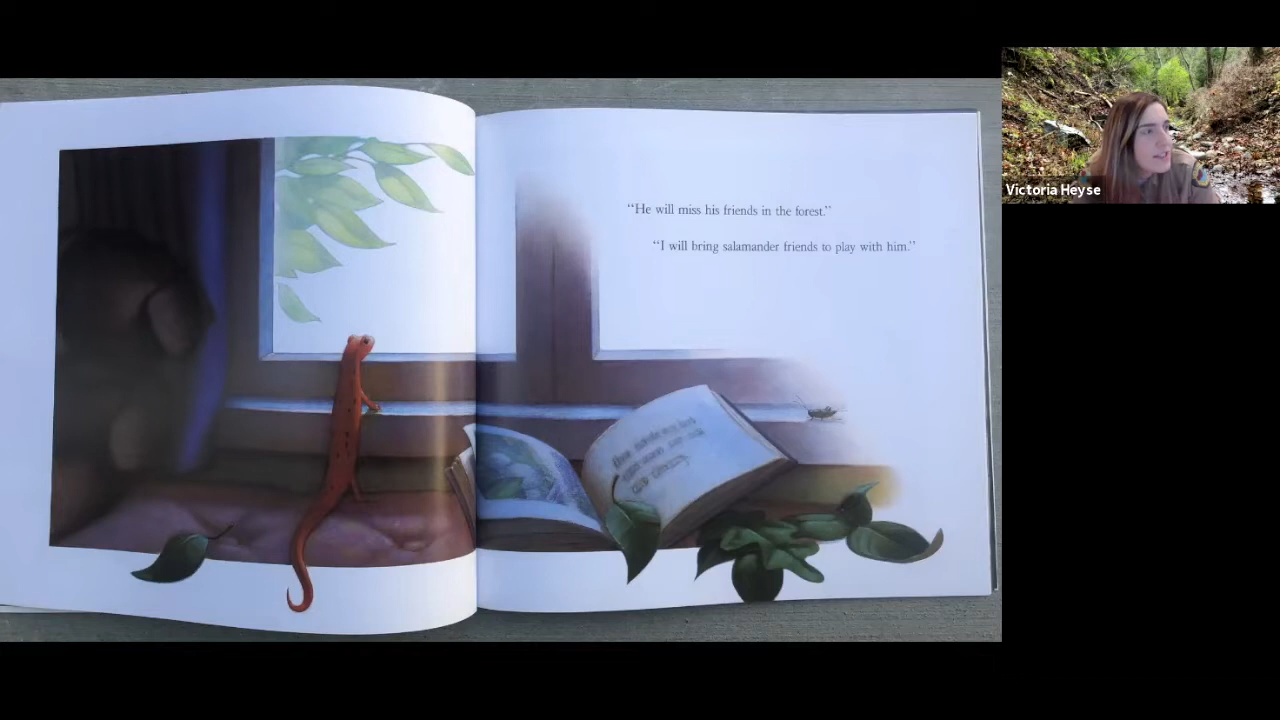 “He will miss his friends in the forest.”
“I will bring salamander friends to play with him.”
Victoria Heyse